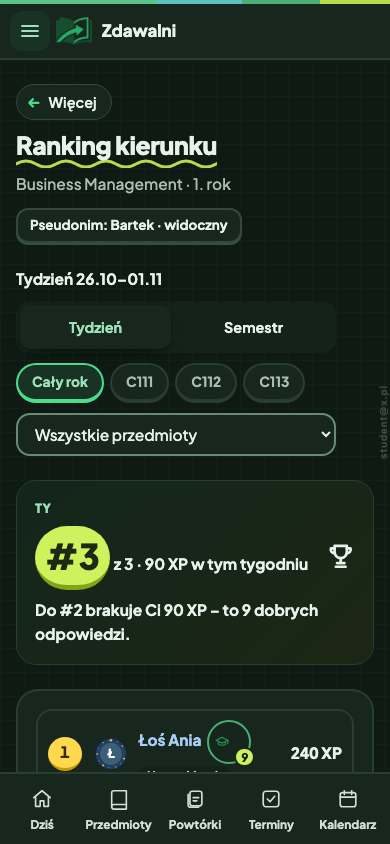 Zdawalni
← Więcej
Ranking kierunku
Business Management · 1. rok
Pseudonim: Bartek · widoczny
Tydzień 26.10–01.11
Tydzień Semestr
Cały rok C111 C112 C113
Wszystkie przedmioty
student@x.pl
TY
#3 z 3 · 90 XP w tym tygodniu
Do #2 brakuje Ci 90 XP – to 9 dobrych
odpowiedzi.
1 Ł Łoś Ania 9 240 XP
Dziś Przedmioty Powtórki Terminy Kalendarz